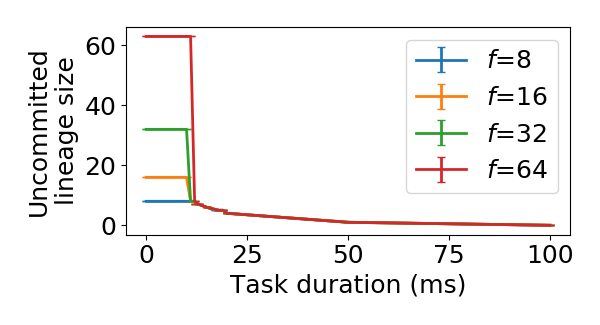 Uncommitted
lineage size
60
40
20
0
f=8
f=16
f=32
f=64
0 25 50 75 100
Task duration (ms)